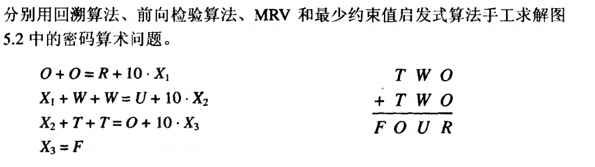 分别用回溯算法、前向检验算法、MRV 和最少约束值启发式算法手工求解图
5.2 中的密码算术问题。
O + O = R + 10 · X₁
X₁ + W + W = U + 10 · X₂
X₂ + T + T = O + 10 · X₃
X₃ = F
T W O
+ T W O
F O U R